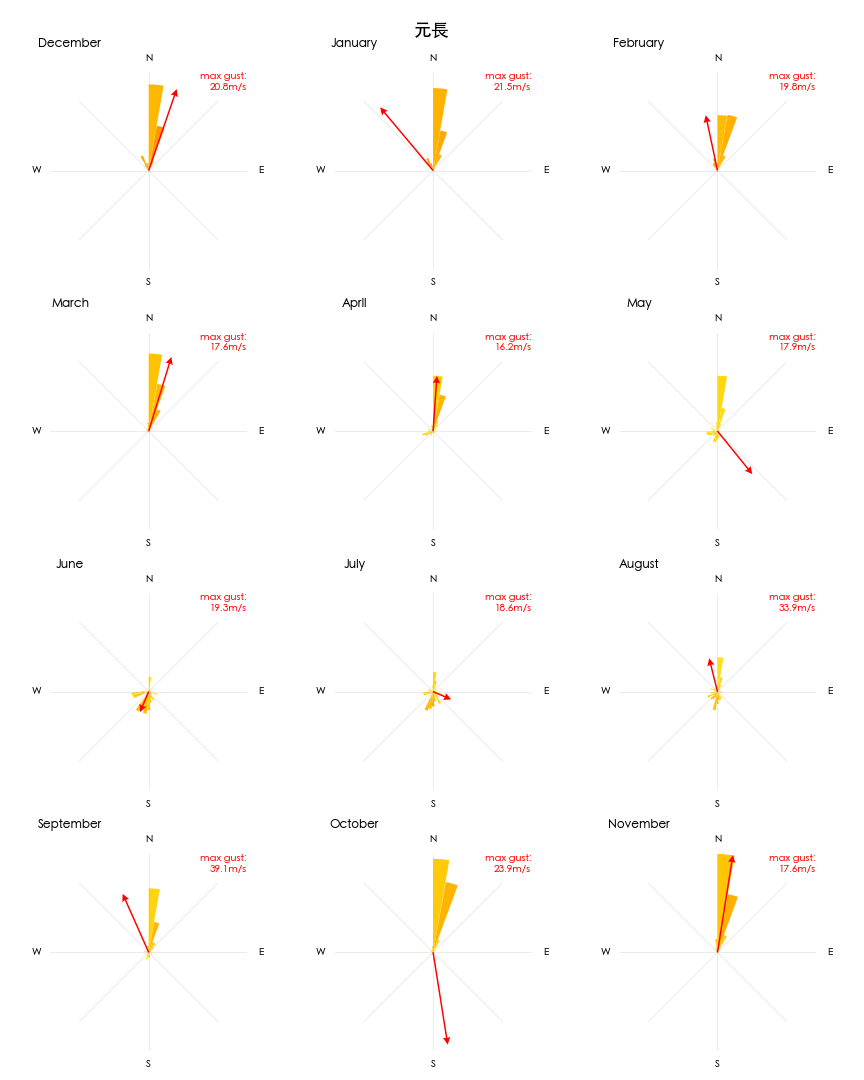 元長
December
N
max gust:
20.8m/s
W
E
S
January
N
max gust:
21.5m/s
W
E
S
February
N
max gust:
19.8m/s
W
E
S
March
N
max gust:
17.6m/s
W
E
S
April
N
max gust:
16.2m/s
W
E
S
May
N
max gust:
17.9m/s
W
E
S
June
N
max gust:
19.3m/s
W
E
S
July
N
max gust:
18.6m/s
W
E
S
August
N
max gust:
33.9m/s
W
E
S
September
N
max gust:
39.1m/s
W
E
S
October
N
max gust:
23.9m/s
W
E
S
November
N
max gust:
17.6m/s
W
E
S